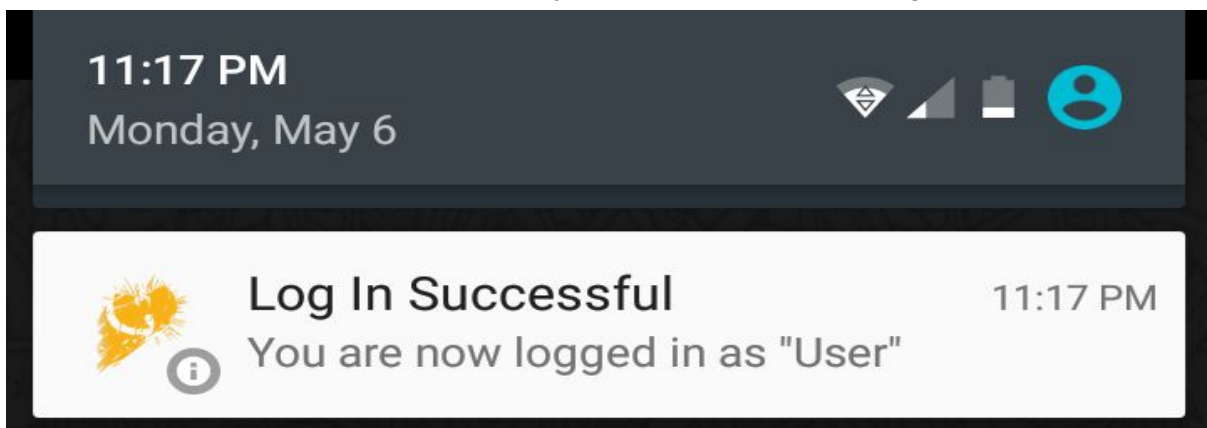 11:17 PM
Monday, May 6
Log In Successful 11:17 PM
You are now logged in as "User"